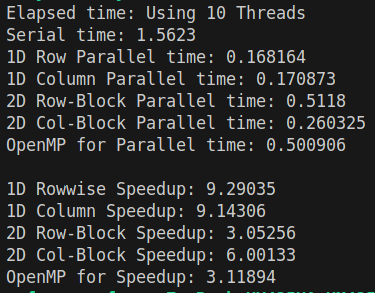 Elapsed time: Using 10 Threads
Serial time: 1.5623
1D Row Parallel time: 0.168164
1D Column Parallel time: 0.170873
2D Row-Block Parallel time: 0.5118
2D Col-Block Parallel time: 0.260325
OpenMP for Parallel time: 0.500906
1D Rowwise Speedup: 9.29035
1D Column Speedup: 9.14306
2D Row-Block Speedup: 3.05256
2D Col-Block Speedup: 6.00133
OpenMP for Speedup: 3.11894